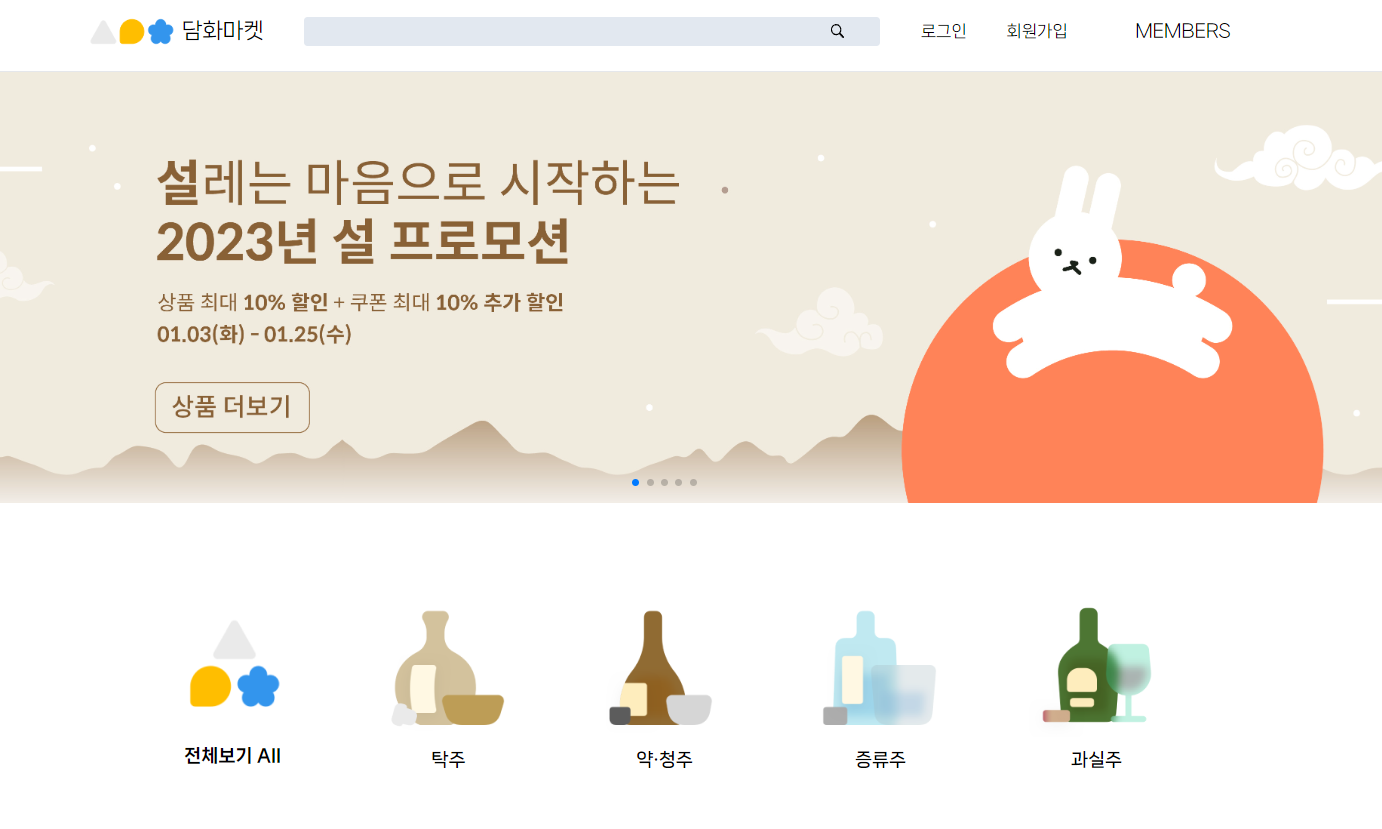 담화마켓
로그인
회원가입
MEMBERS
설레는 마음으로 시작하는
2023년 설 프로모션
상품 최대 10% 할인 + 쿠폰 최대 10% 추가 할인
01.03(화) - 01.25(수)
상품 더보기
전체보기 All
탁주
약·청주
증류주
과실주